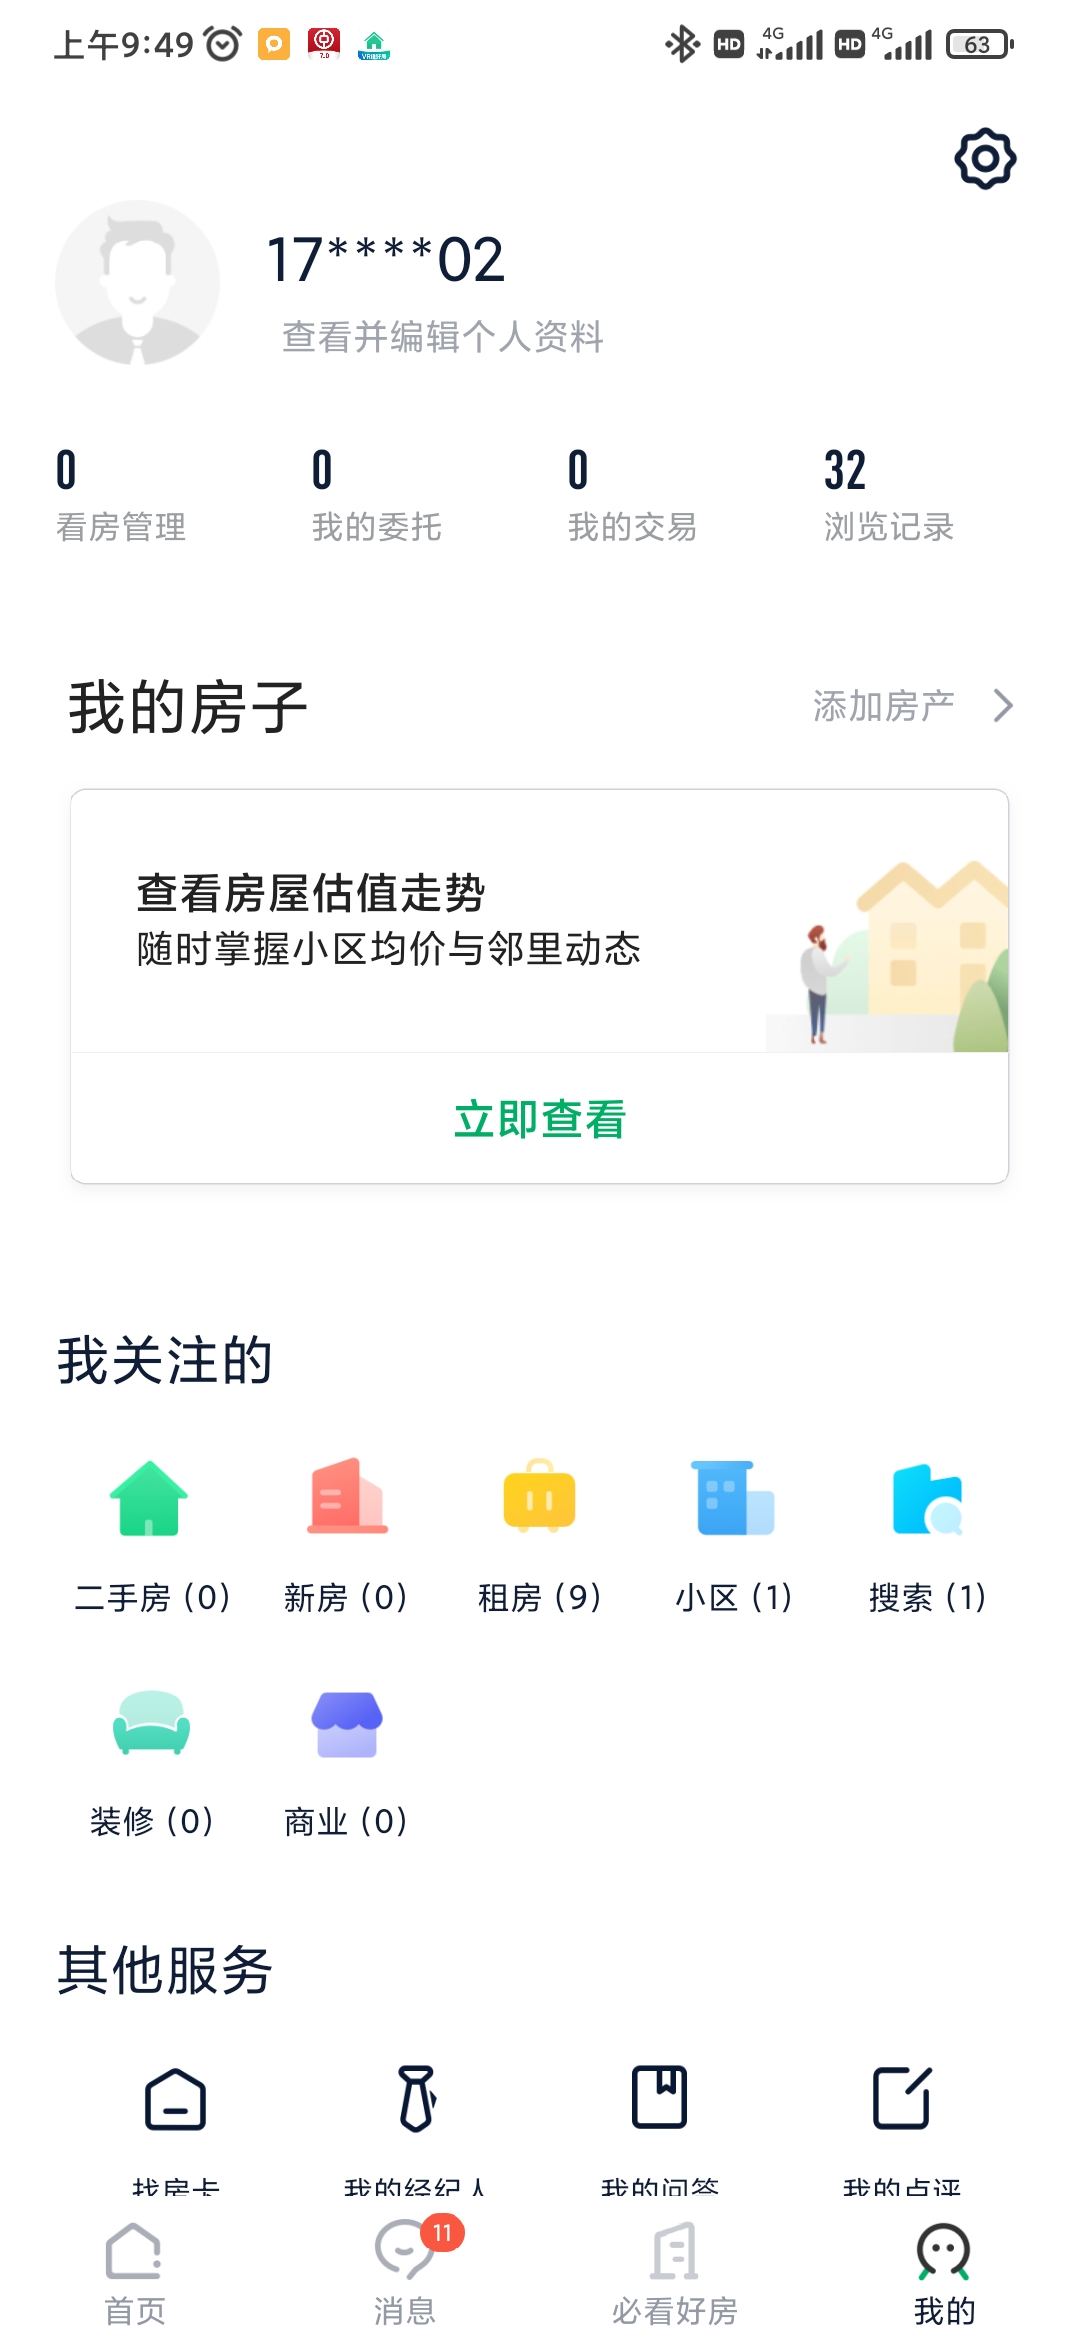 上午9:49
7.0
HD 4G HD 4G 63
17****02
查看并编辑个人资料
0 0 0 32
看房管理 我的委托 我的交易 浏览记录
我的房子 添加房产
查看房屋估值走势
随时掌握小区均价与邻里动态
立即查看
我关注的
二手房 (0) 新房 (0) 租房 (9) 小区 (1) 搜索 (1)
装修 (0) 商业 (0)
其他服务
找房卡 我的经纪人 我的问答 我的点评
11
首页 消息 必看好房 我的